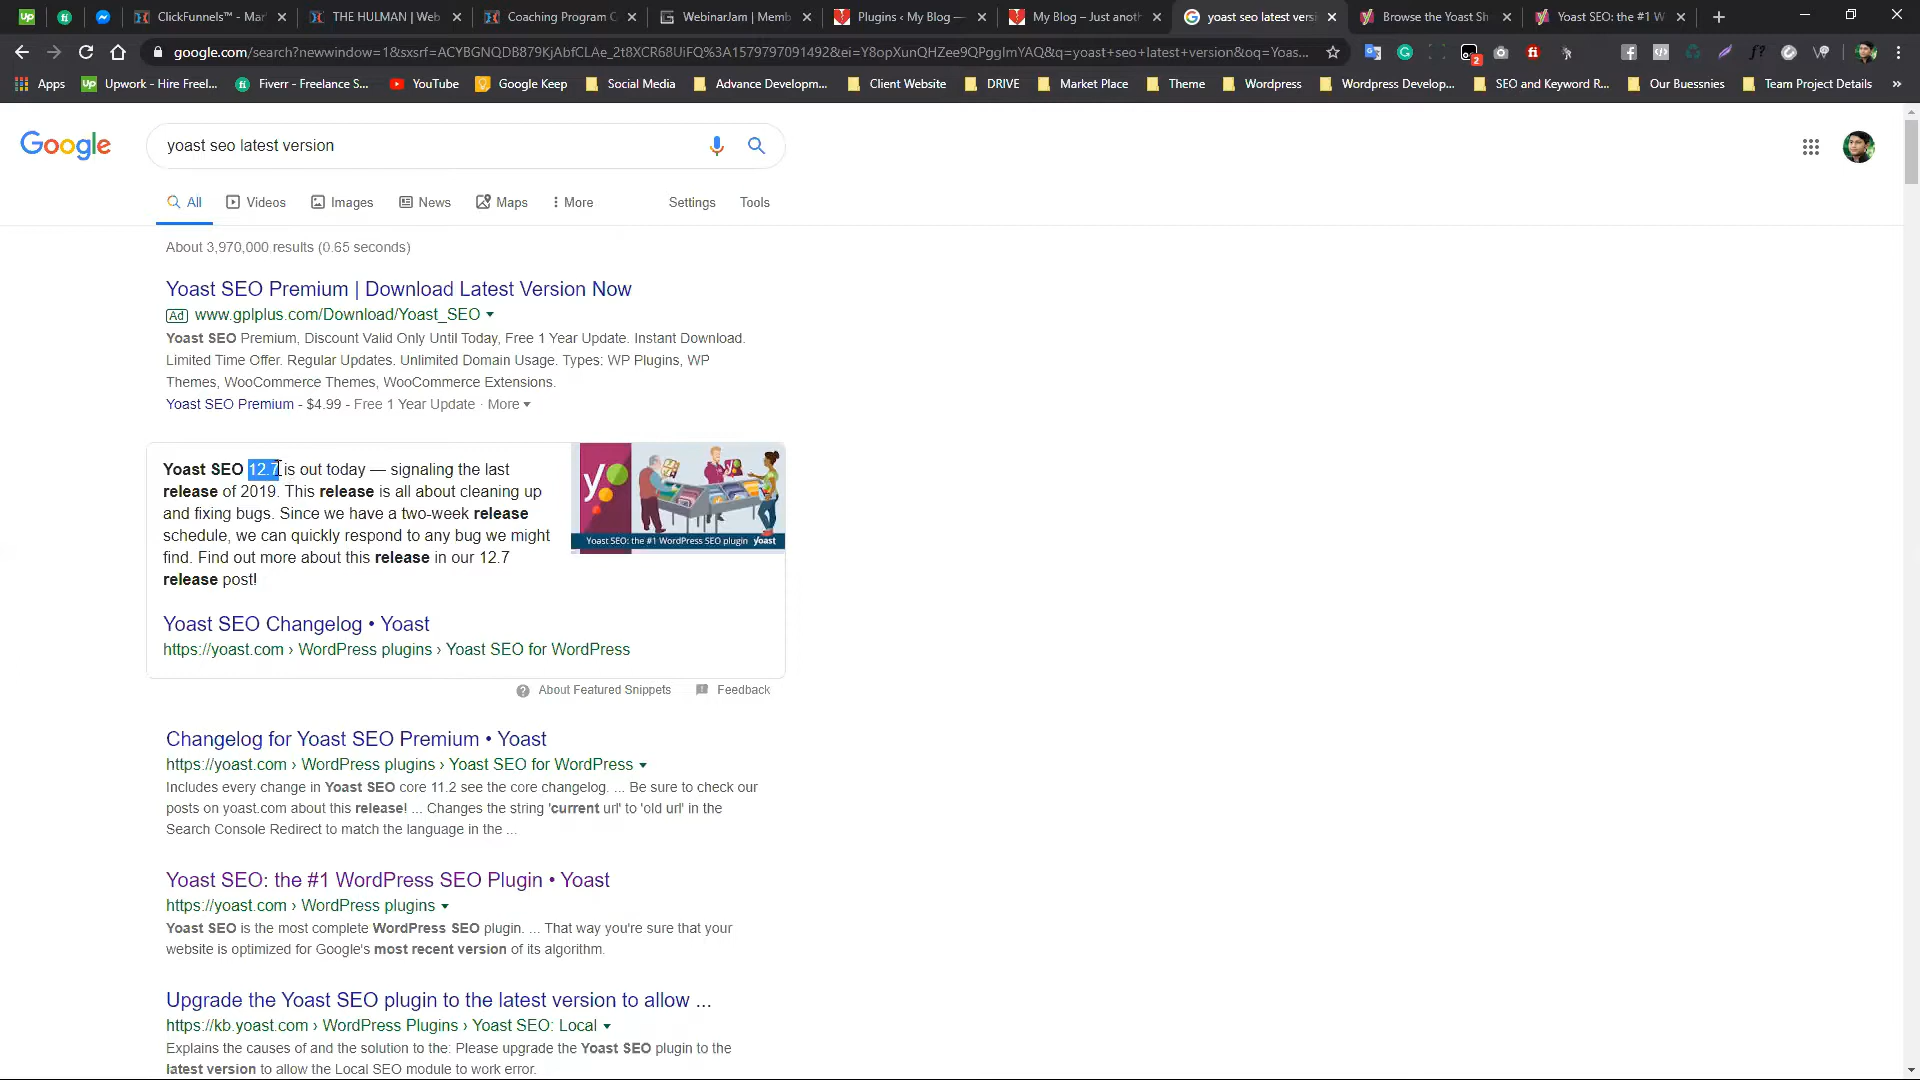 ClickFunnels™ - Mar
THE HULMAN | Web
Coaching Program C
WebinarJam | Memb
Plugins ‹ My Blog —
My Blog – Just anoth
yoast seo latest versi
Browse the Yoast Sh
Yoast SEO: the #1 W
google.com/search?newwindow=1&sxsrf=ACYBGNQDB879KjAbfCLAe_2t8XCR68UiFQ%3A1579797091492&ei=Y8opXunQHZee9QPggImYAQ&q=yoast+seo+latest+version&oq=Yoas...
2
Apps
Up Upwork - Hire Freel...
fi Fiverr - Freelance S...
YouTube
Google Keep
Social Media
Advance Developm...
Client Website
DRIVE
Market Place
Theme
Wordpress
Wordpress Develop...
SEO and Keyword R...
Our Buessnies
Team Project Details
»
Google
yoast seo latest version
All
Videos
Images
News
Maps
More
Settings
Tools
About 3,970,000 results (0.65 seconds)
Yoast SEO Premium | Download Latest Version Now
Ad www.gplplus.com/Download/Yoast_SEO
Yoast SEO Premium, Discount Valid Only Until Today, Free 1 Year Update. Instant Download.
Limited Time Offer. Regular Updates. Unlimited Domain Usage. Types: WP Plugins, WP
Themes, WooCommerce Themes, WooCommerce Extensions.
Yoast SEO Premium - $4.99 - Free 1 Year Update · More
Yoast SEO 12.7 is out today — signaling the last
release of 2019. This release is all about cleaning up
and fixing bugs. Since we have a two-week release
schedule, we can quickly respond to any bug we might
find. Find out more about this release in our 12.7
release post!
yo
Yoast SEO: the #1 WordPress SEO plugin yoast
Yoast SEO Changelog • Yoast
https://yoast.com › WordPress plugins › Yoast SEO for WordPress
About Featured Snippets
Feedback
Changelog for Yoast SEO Premium • Yoast
https://yoast.com › WordPress plugins › Yoast SEO for WordPress
Includes every change in Yoast SEO core 11.2 see the core changelog. ... Be sure to check our
posts on yoast.com about this release! ... Changes the string 'current url' to 'old url' in the
Search Console Redirect to match the language in the ...
Yoast SEO: the #1 WordPress SEO Plugin • Yoast
https://yoast.com › WordPress plugins
Yoast SEO is the most complete WordPress SEO plugin. ... That way you're sure that your
website is optimized for Google's most recent version of its algorithm.
Upgrade the Yoast SEO plugin to the latest version to allow ...
https://kb.yoast.com › WordPress Plugins › Yoast SEO: Local
Explains the causes of and the solution to the: Please upgrade the Yoast SEO plugin to the
latest version to allow the Local SEO module to work error.